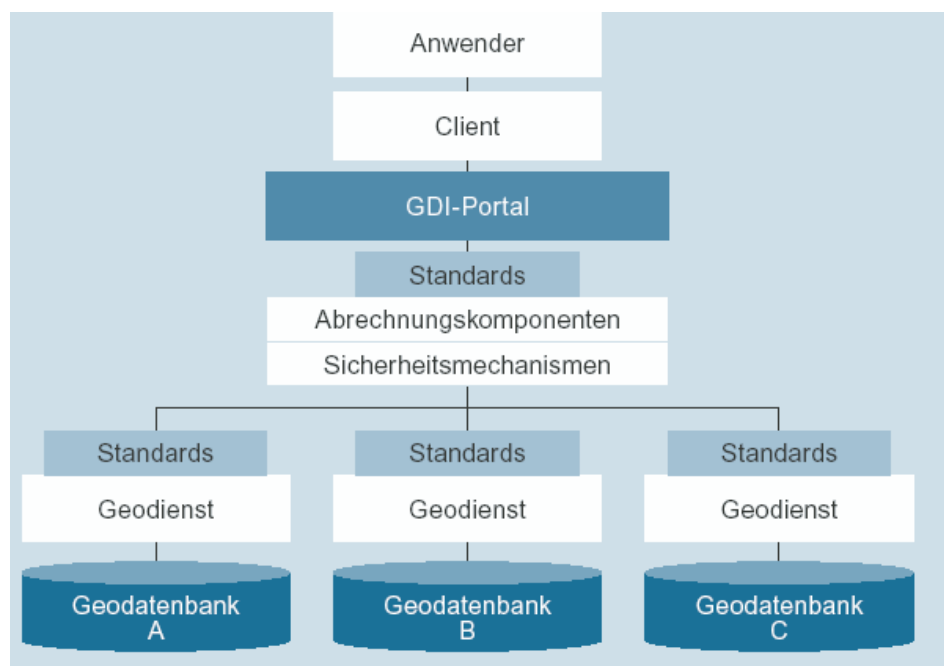 Anwender
Client
GDI-Portal
Standards
Abrechnungskomponenten
Sicherheitsmechanismen
Standards
Standards
Standards
Geodienst
Geodienst
Geodienst
Geodatenbank
A
Geodatenbank
B
Geodatenbank
C